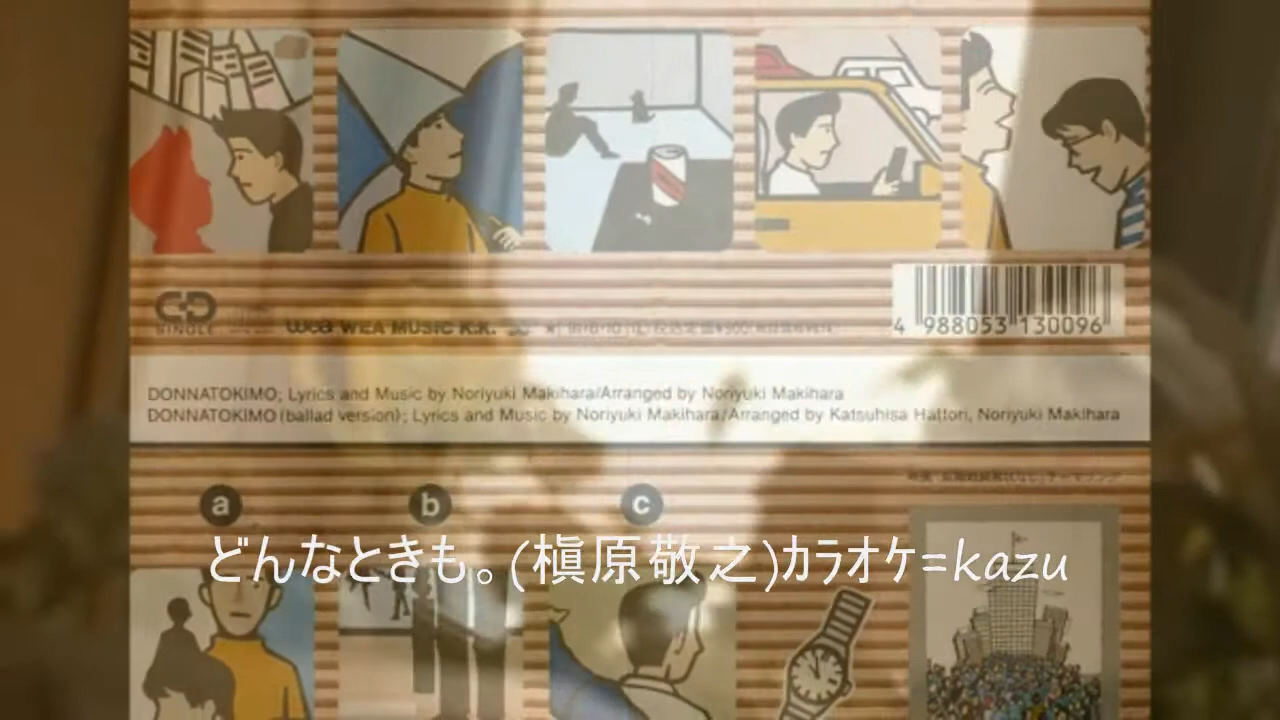 SINGLE
wea WEA MUSIC K.K.
4 988053 130096
DONNATOKIMO; Lyrics and Music by Noriyuki Makihara/Arranged by Noriyuki Makihara
DONNATOKIMO (ballad version); Lyrics and Music by Noriyuki Makihara/Arranged by Katsuhisa Hattori, Noriyuki Makihara
a b c
どんなときも。(槇原敬之)カラオケ=kazu